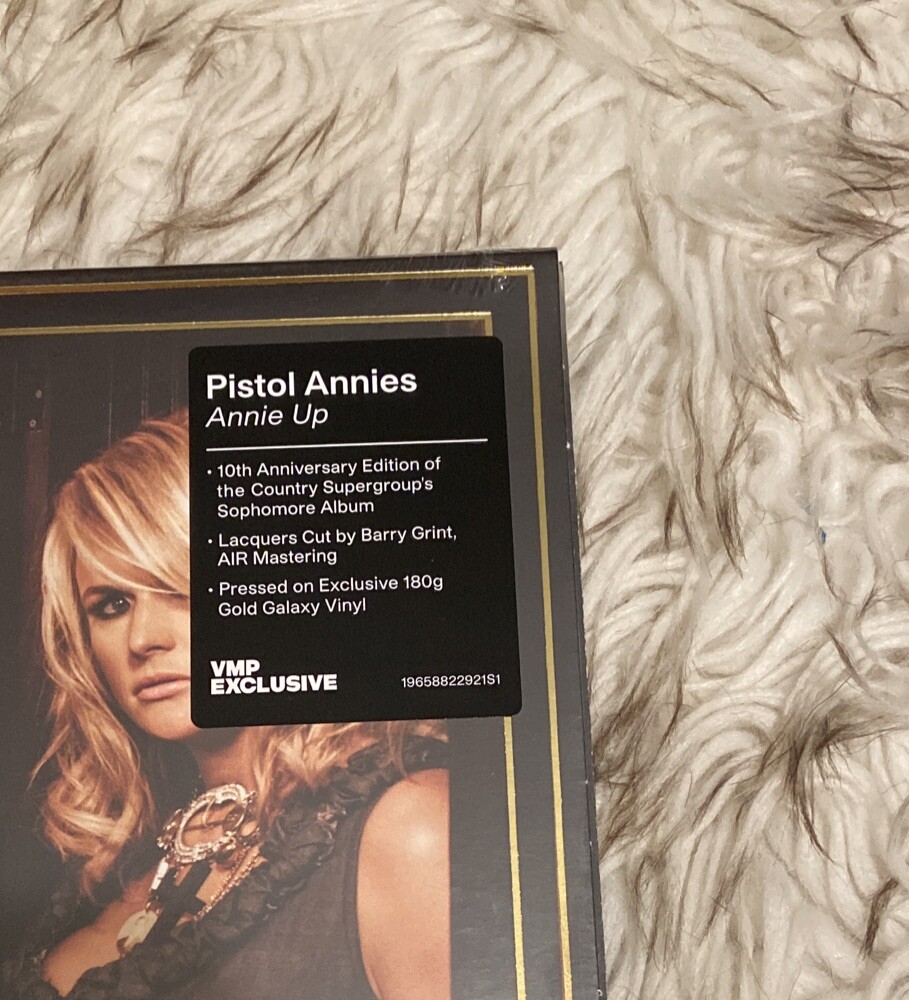 Pistol Annies
Annie Up
• 10th Anniversary Edition of
the Country Supergroup's
Sophomore Album
• Lacquers Cut by Barry Grint,
AIR Mastering
• Pressed on Exclusive 180g
Gold Galaxy Vinyl
VMP
EXCLUSIVE
19658822921S1